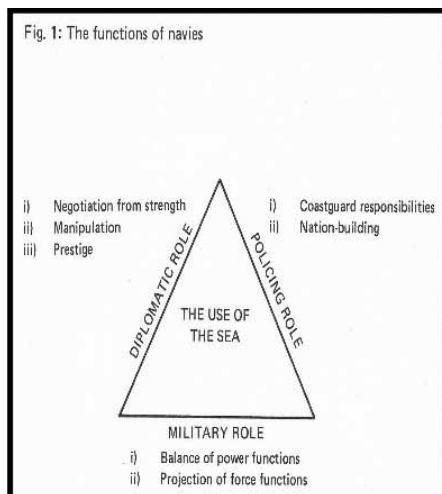 Fig. 1: The functions of navies
i) Negotiation from strength
ii) Manipulation
iii) Prestige
i) Coastguard responsibilities
ii) Nation-building
DIPLOMATIC ROLE
POLICING ROLE
THE USE OF
THE SEA
MILITARY ROLE
i) Balance of power functions
ii) Projection of force functions